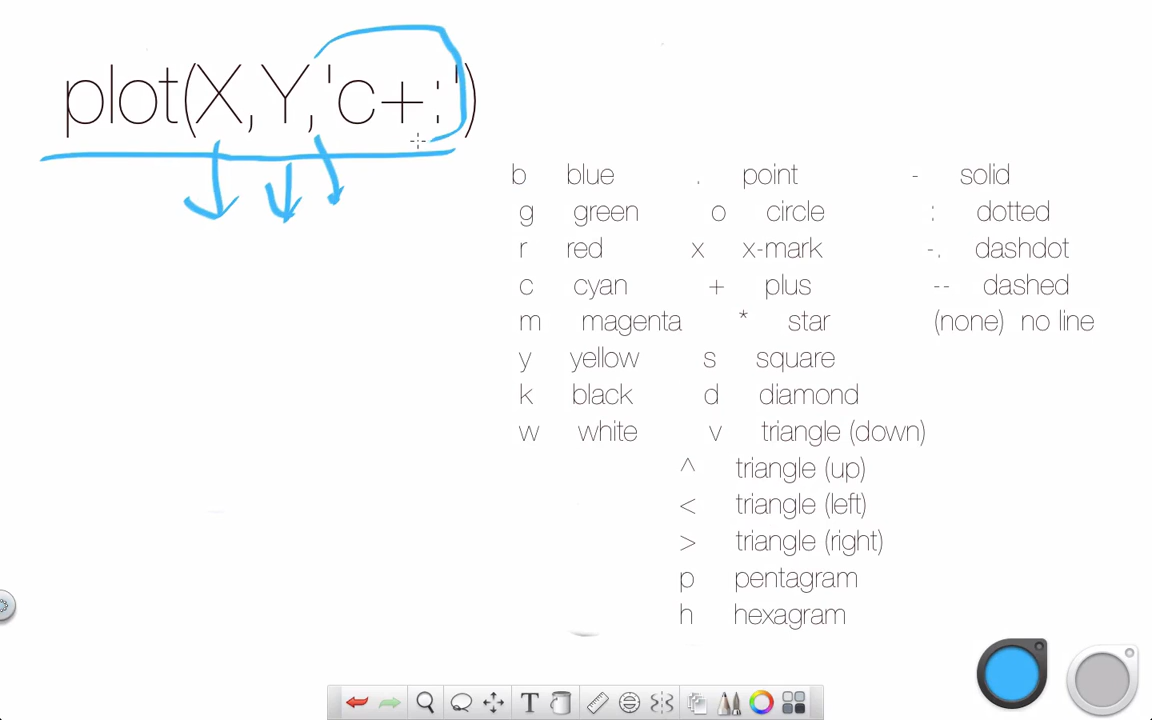 plot(X,Y,'c+:')
b blue . point - solid
g green o circle : dotted
r red x x-mark -. dashdot
c cyan + plus -- dashed
m magenta * star (none) no line
y yellow s square
k black d diamond
w white v triangle (down)
^ triangle (up)
< triangle (left)
> triangle (right)
p pentagram
h hexagram
T